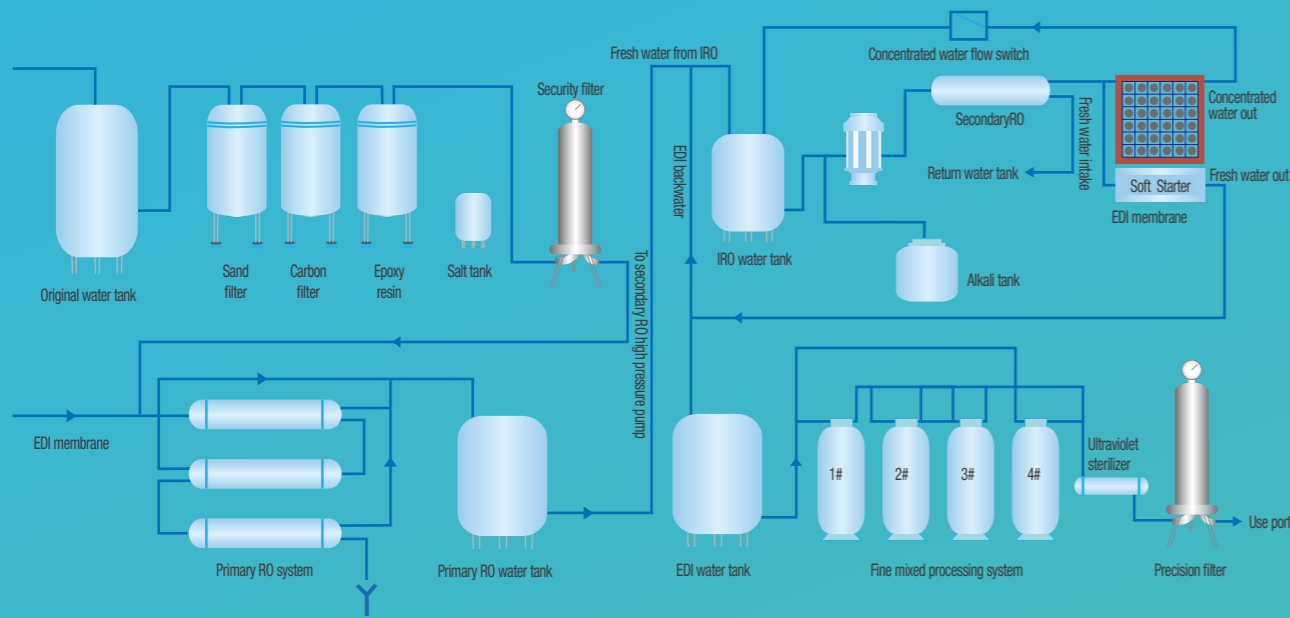 Fresh water from IRO
Concentrated water flow switch
Security filter
Concentrated
water out
SecondaryRO
Fresh water intake
EDI backwater
Return water tank
Fresh water out
Soft Starter
EDI membrane
IRO water tank
Alkali tank
Original water tank
Sand
filter
Carbon
filter
Epoxy
resin
Salt tank
To secondary RO high pressure pump
EDI membrane
Primary RO system
Primary RO water tank
EDI water tank
1#
2#
3#
4#
Fine mixed processing system
Ultraviolet
sterilizer
Use port
Precision filter